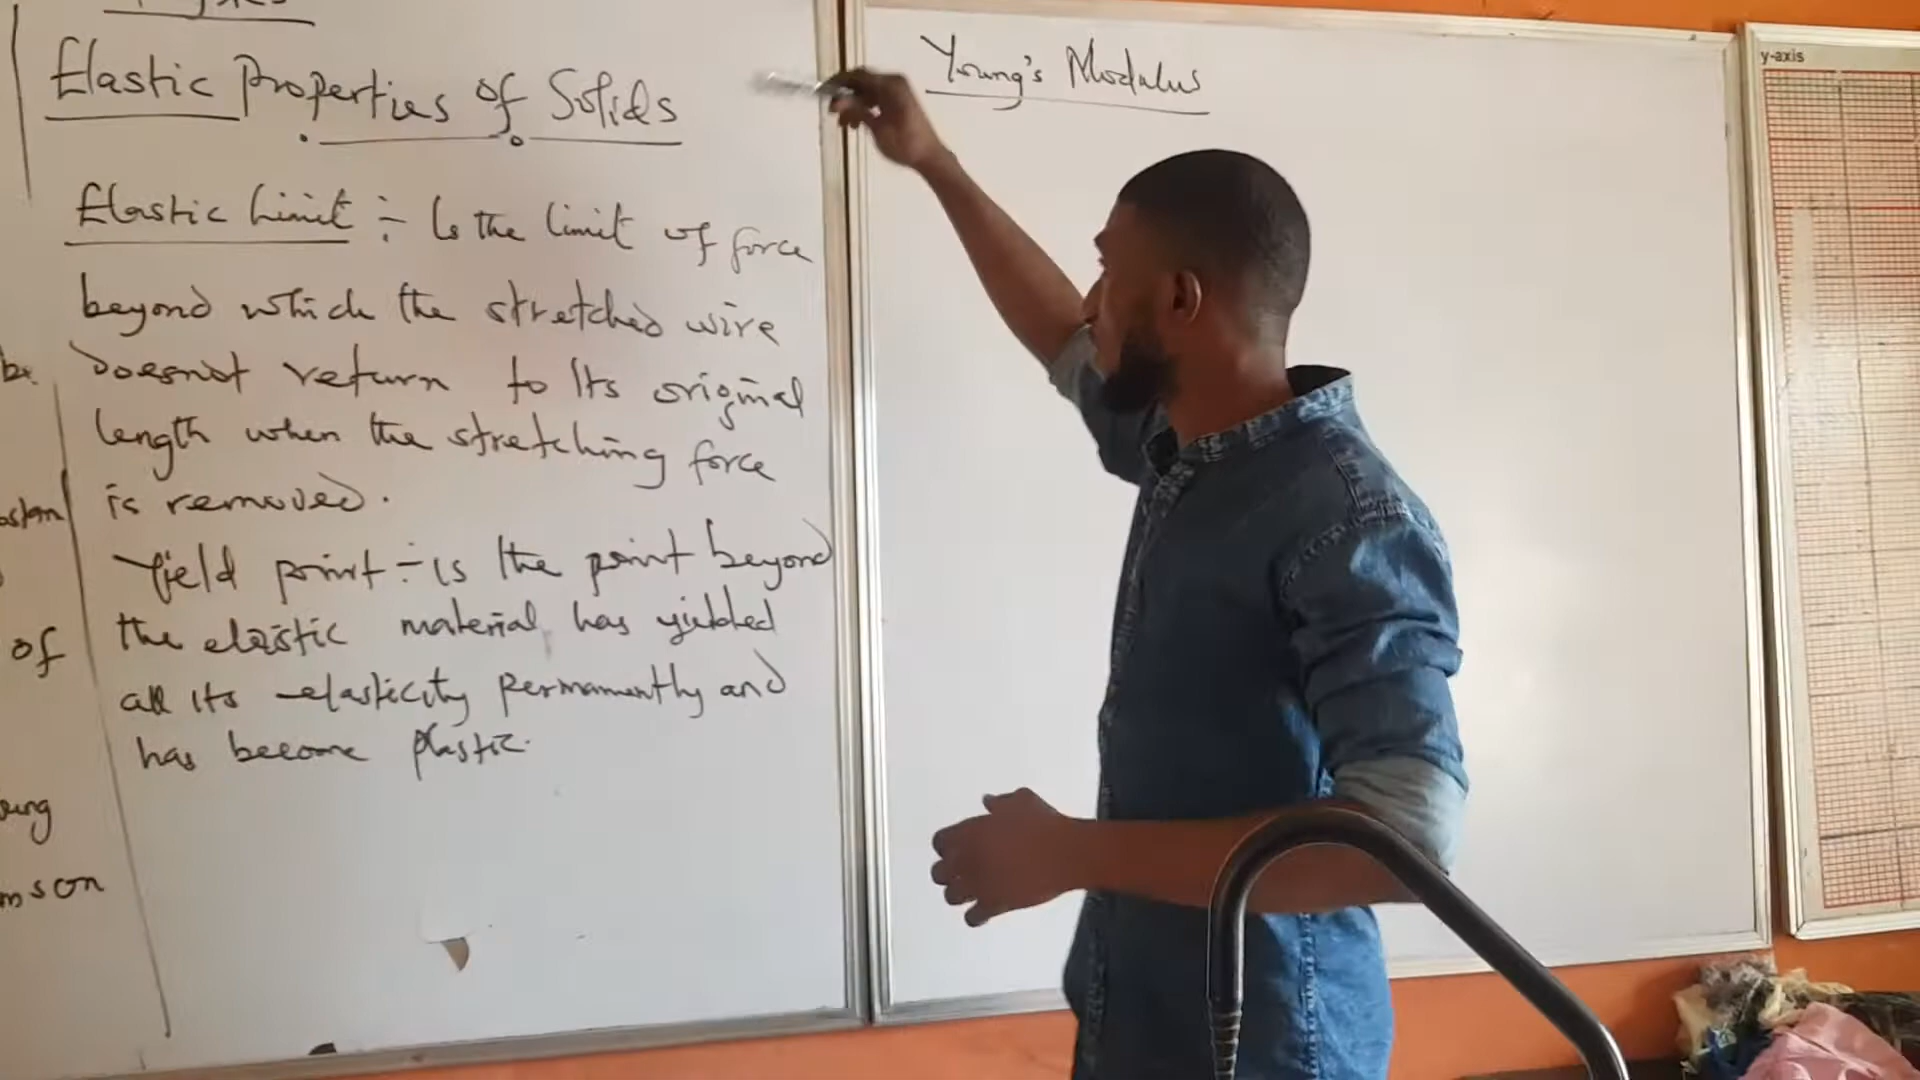 Elastic Properties of Solids
Elastic Limit :- Is the limit of force
beyond which the stretched wire
doesnot return to Its original
length when the stretching force
is removed.
Yield point :- is the point beyond
the elastic material has yielded
all Its elasticity permamently and
has become plastic.
of
Young's Modulus
y-axis